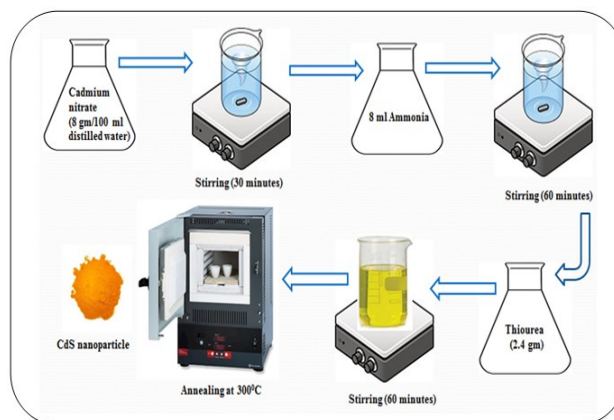 Cadmium
nitrate
(8 gm/100 ml
distilled water)
Stirring (30 minutes)
8 ml Ammonia
Stirring (60 minutes)
Thiourea
(2.4 gm)
Stirring (60 minutes)
Annealing at 300⁰C
CdS nanoparticle